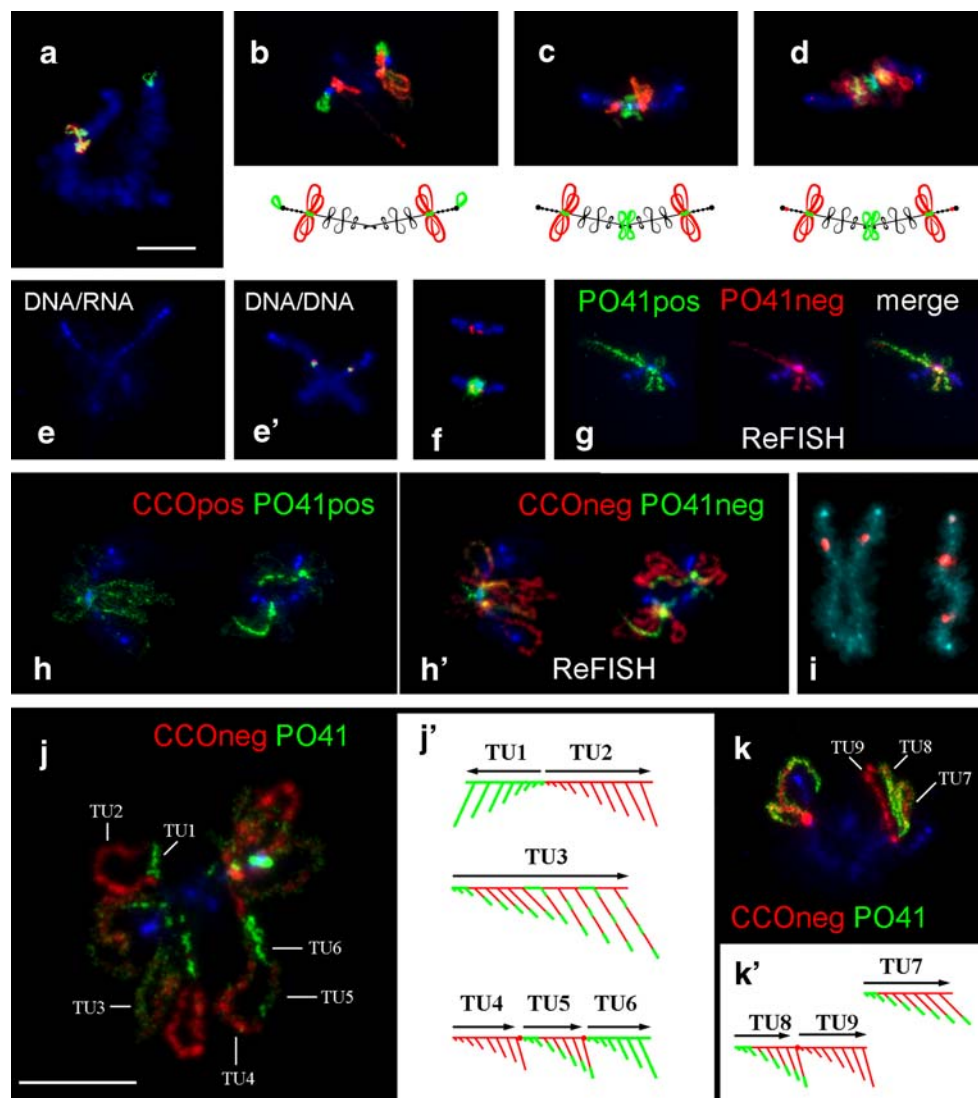 a
b
c
d
DNA/RNA
DNA/DNA
e
e'
f
PO41pos PO41neg merge
g
ReFISH
CCOpos PO41pos
CCOneg PO41neg
h
h'
ReFISH
i
j
CCOneg PO41
TU2
TU1
TU3
TU6
TU5
TU4
j'
TU1 TU2
TU3
TU4 TU5 TU6
k
TU9
TU8
TU7
CCOneg PO41
k'
TU7
TU8 TU9